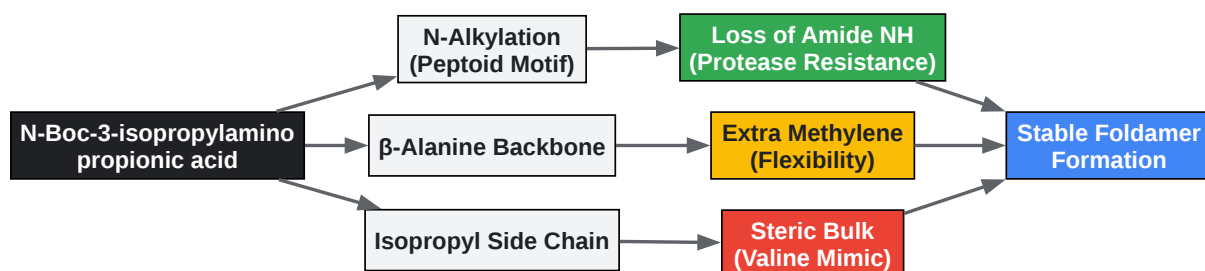 N-Alkylation
(Peptoid Motif)
Loss of Amide NH
(Protease Resistance)
N-Boc-3-isopropylamino
propionic acid
β-Alanine Backbone
Extra Methylene
(Flexibility)
Stable Foldamer
Formation
Isopropyl Side Chain
Steric Bulk
(Valine Mimic)